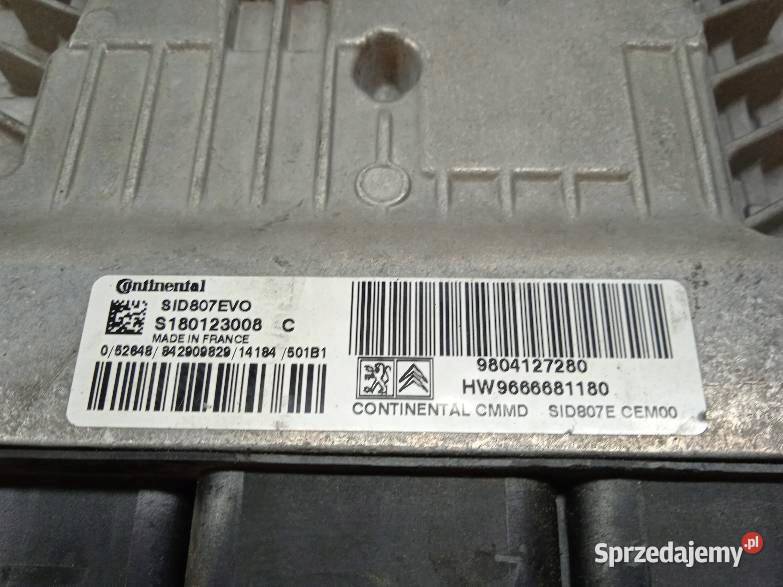 Continental
SID807EVO
S180123008 C
MADE IN FRANCE
0/52648/842909829/14184/501B1
9804127280
HW9666681180
CONTINENTAL CMMD SID807E CEM00
Sprzedajemy.pl